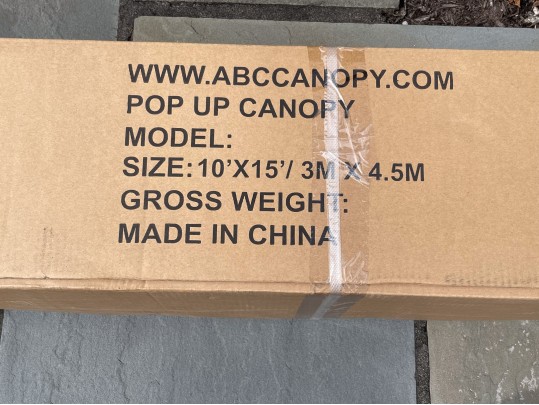 WWW.ABCCANOPY.COM
POP UP CANOPY
MODEL:
SIZE: 10'X15'/ 3M X 4.5M
GROSS WEIGHT:
MADE IN CHINA